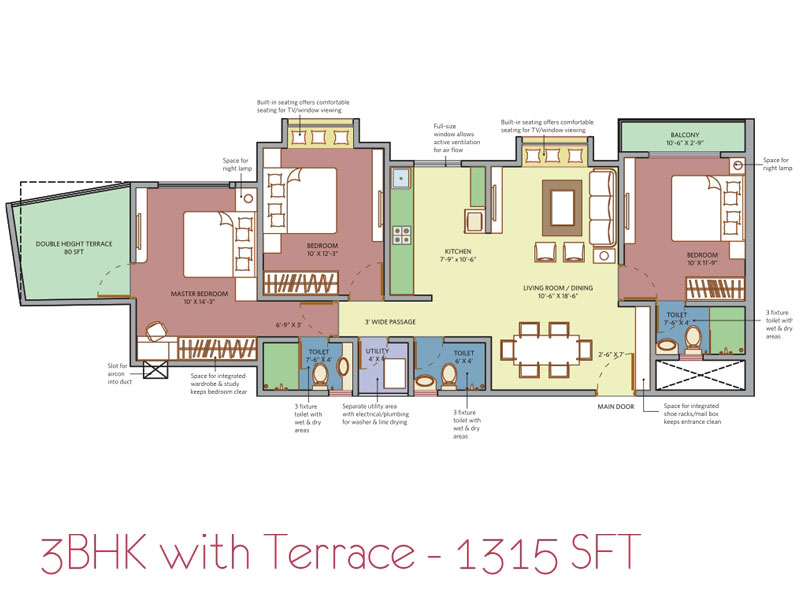 Built-in seating offers comfortable
seating for TV/window viewing
Full-size
window allows
active ventilation
for air flow
Built-in seating offers comfortable
seating for TV/window viewing
BALCONY
10'-6" X 2'-9"
Space for
night lamp
Space for
night lamp
DOUBLE HEIGHT TERRACE
80 SFT
BEDROOM
10' X 12'-3"
KITCHEN
7'-9" x 10'-6"
BEDROOM
10' X 11'-9"
MASTER BEDROOM
10' X 14'-3"
LIVING ROOM / DINING
10'-6" X 18'-6"
6'-9" X 3'
3' WIDE PASSAGE
TOILET
7'-6" X 4'
3 fixture
toilet with
wet & dry
areas
TOILET
7'-6" X 4'
UTILITY
4' X 4'
TOILET
6' X 4'
2'-6"X 7'
Slot for
aircon
into duct
Space for integrated
wardrobe & study
keeps bedroom clear
3 fixture
toilet with
wet & dry
areas
Separate utility area
with electrical/plumbing
for washer & line drying
3 fixture
toilet with
wet & dry
areas
MAIN DOOR
Space for integrated
shoe racks/mail box
keeps entrance clean
3BHK with Terrace - 1315 SFT